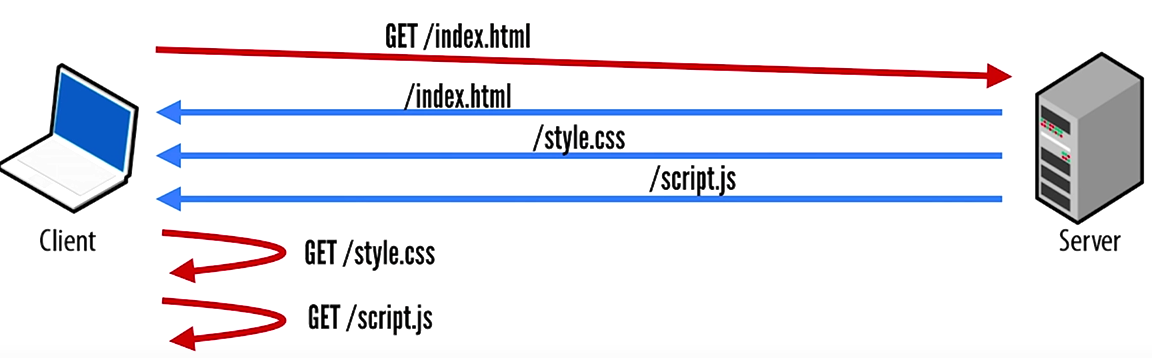 GET /index.html
/index.html
/style.css
/script.js
Client
Server
GET /style.css
GET /script.js